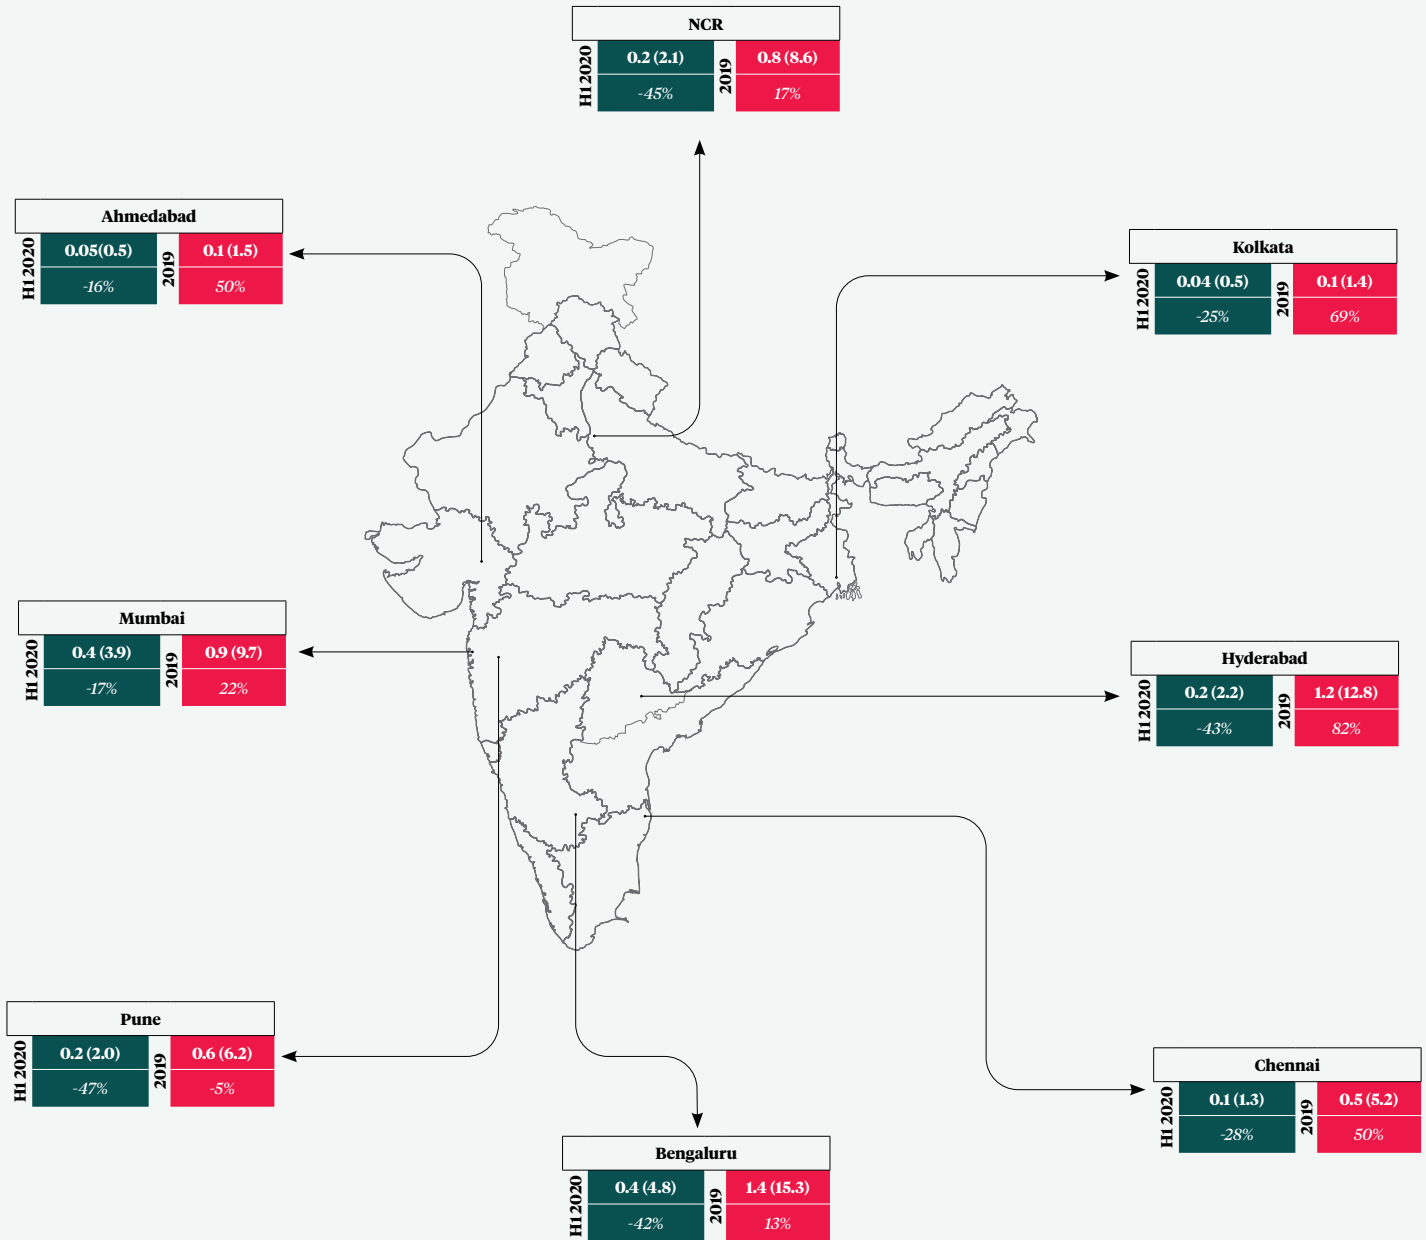 NCR
H1 2020
0.2 (2.1)
-45%
2019
0.8 (8.6)
17%
Ahmedabad
H1 2020
0.05(0.5)
-16%
2019
0.1 (1.5)
50%
Kolkata
H1 2020
0.04 (0.5)
-25%
2019
0.1 (1.4)
69%
Mumbai
H1 2020
0.4 (3.9)
-17%
2019
0.9 (9.7)
22%
Hyderabad
H1 2020
0.2 (2.2)
-43%
2019
1.2 (12.8)
82%
Pune
H1 2020
0.2 (2.0)
-47%
2019
0.6 (6.2)
-5%
Chennai
H1 2020
0.1 (1.3)
-28%
2019
0.5 (5.2)
50%
Bengaluru
H1 2020
0.4 (4.8)
-42%
2019
1.4 (15.3)
13%